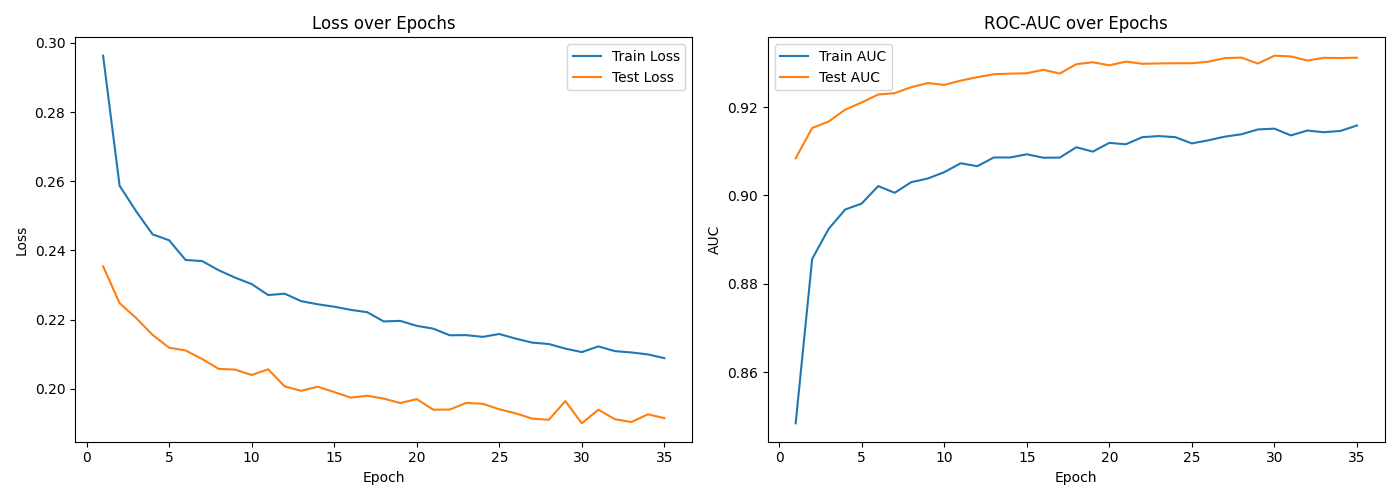 Loss over Epochs
Train Loss
Test Loss
0.30
0.28
0.26
0.24
0.22
0.20
Loss
0 5 10 15 20 25 30 35
Epoch
ROC-AUC over Epochs
Train AUC
Test AUC
0.92
0.90
0.88
0.86
AUC
0 5 10 15 20 25 30 35
Epoch